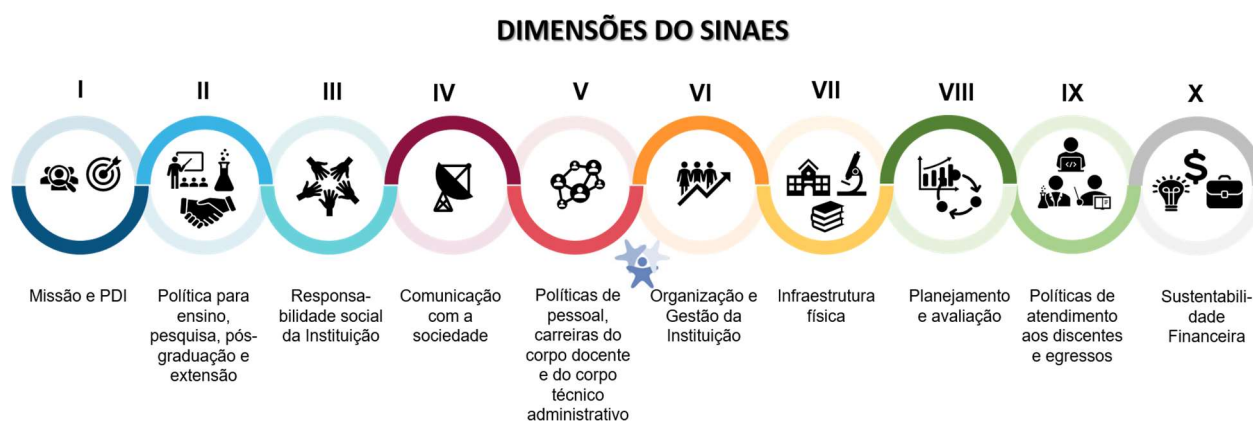 DIMENSÕES DO SINAES
I
II
III
IV
V
VI
VII
VIII
IX
X
Missão e PDI
Política para
ensino,
pesquisa, pós-
graduação e
extensão
Responsa-
bilidade social
da Instituição
Comunicação
com a
sociedade
Políticas de
pessoal,
carreiras do
corpo docente
e do corpo
técnico
administrativo
Organização e
Gestão da
Instituição
Infraestrutura
física
Planejamento
e avaliação
Políticas de
atendimento
aos discentes
e egressos
Sustentabili-
dade
Financeira